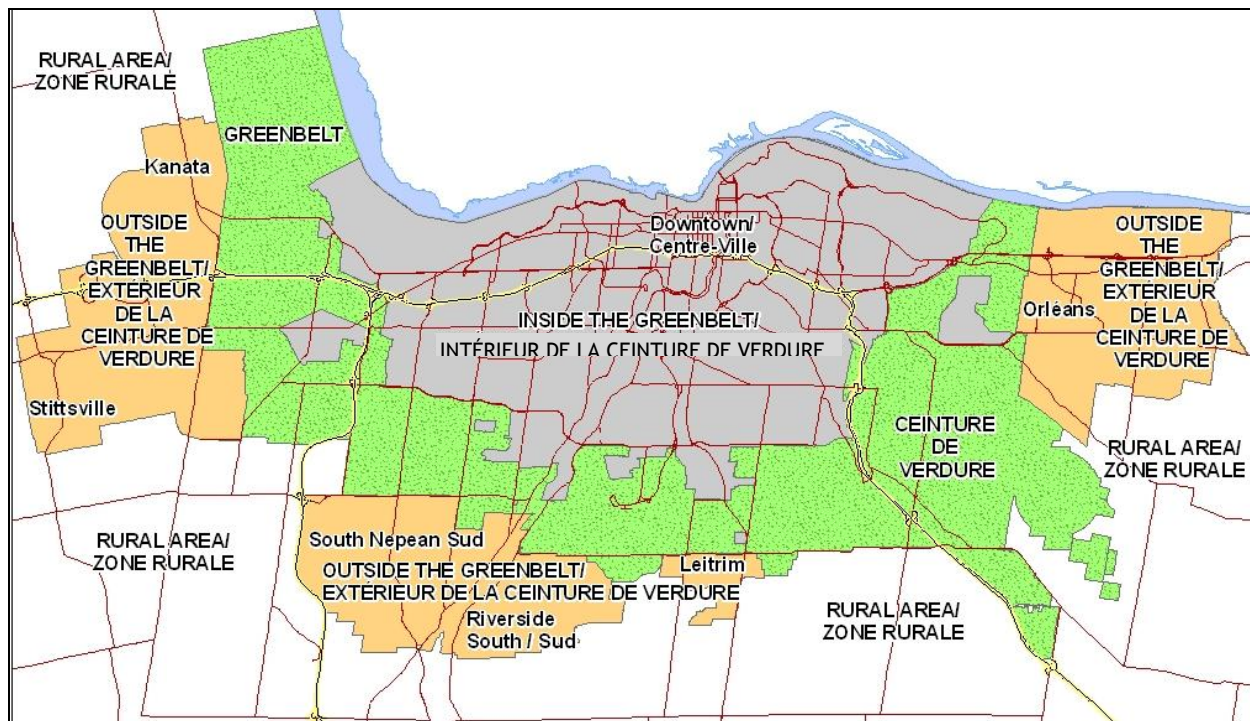 RURAL AREA/
ZONE RURALE
GREENBELT
Kanata
OUTSIDE
THE
GREENBELT/
EXTÉRIEUR
DE LA
CEINTURE DE
VERDURE
Stittsville
Downtown/
Centre-Ville
INSIDE THE GREENBELT/
INTÉRIEUR DE LA CEINTURE DE VERDURE
OUTSIDE
THE
GREENBELT/
EXTÉRIEUR
DE LA
CEINTURE DE
VERDURE
Orléans
CEINTURE
DE
VERDURE
RURAL AREA/
ZONE RURALE
RURAL AREA/
ZONE RURALE
South Nepean Sud
OUTSIDE THE GREENBELT/
EXTÉRIEUR DE LA CEINTURE DE VERDURE
Leitrim
Riverside
South / Sud
RURAL AREA/
ZONE RURALE